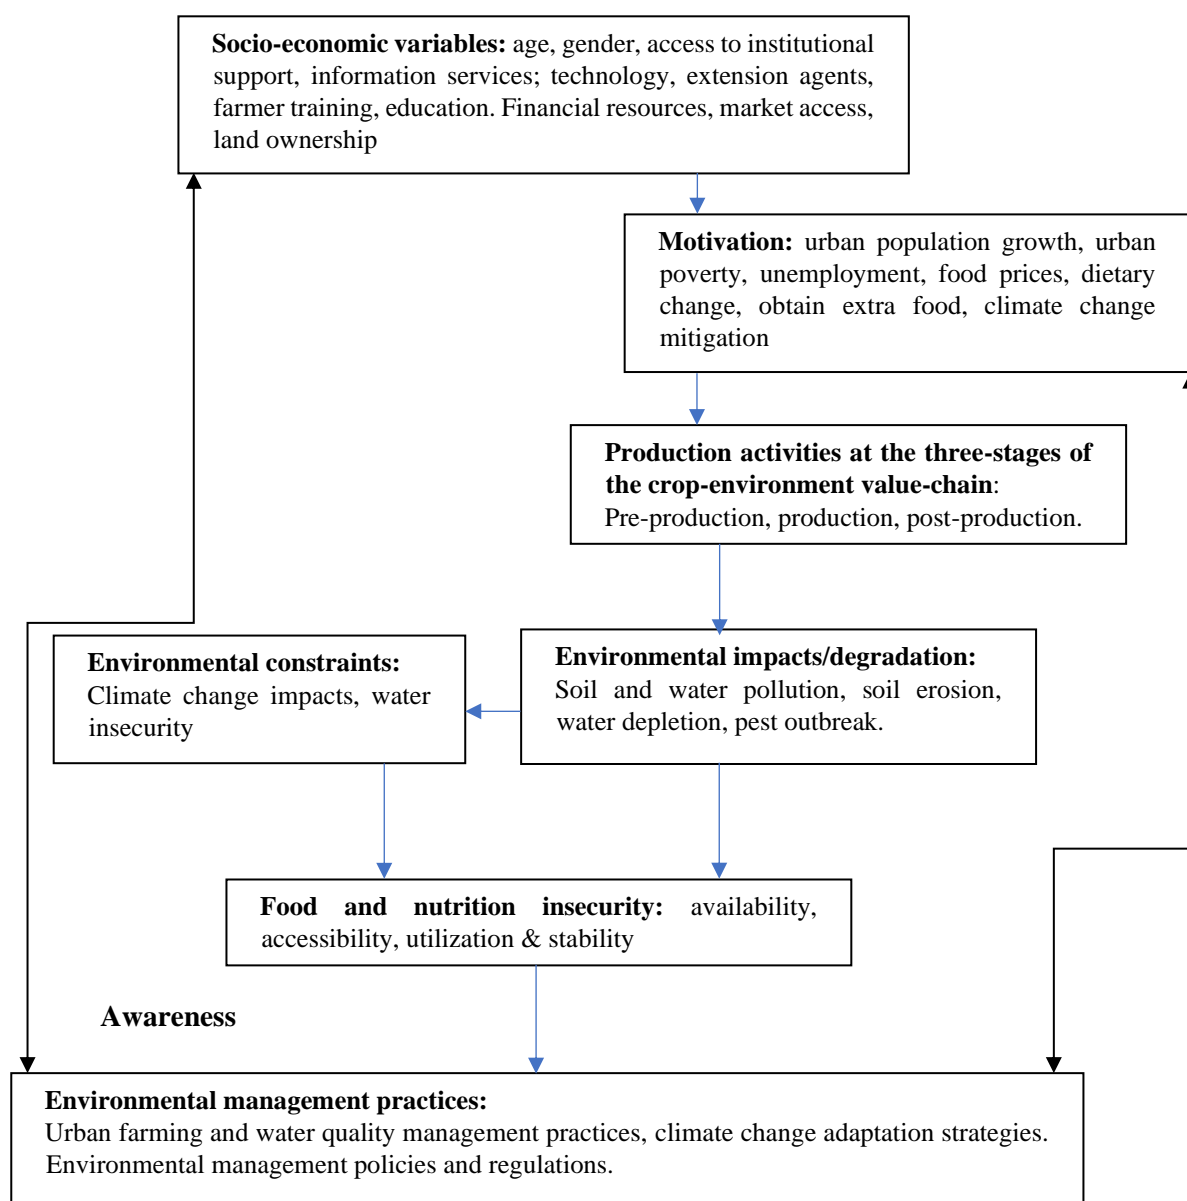 Socio-economic variables: age, gender, access to institutional
support, information services; technology, extension agents,
farmer training, education. Financial resources, market access,
land ownership
Motivation: urban population growth, urban
poverty, unemployment, food prices, dietary
change, obtain extra food, climate change
mitigation
Production activities at the three-stages of
the crop-environment value-chain:
Pre-production, production, post-production.
Environmental constraints:
Climate change impacts, water
insecurity
Environmental impacts/degradation:
Soil and water pollution, soil erosion,
water depletion, pest outbreak.
Food and nutrition insecurity: availability,
accessibility, utilization & stability
Awareness
Environmental management practices:
Urban farming and water quality management practices, climate change adaptation strategies.
Environmental management policies and regulations.